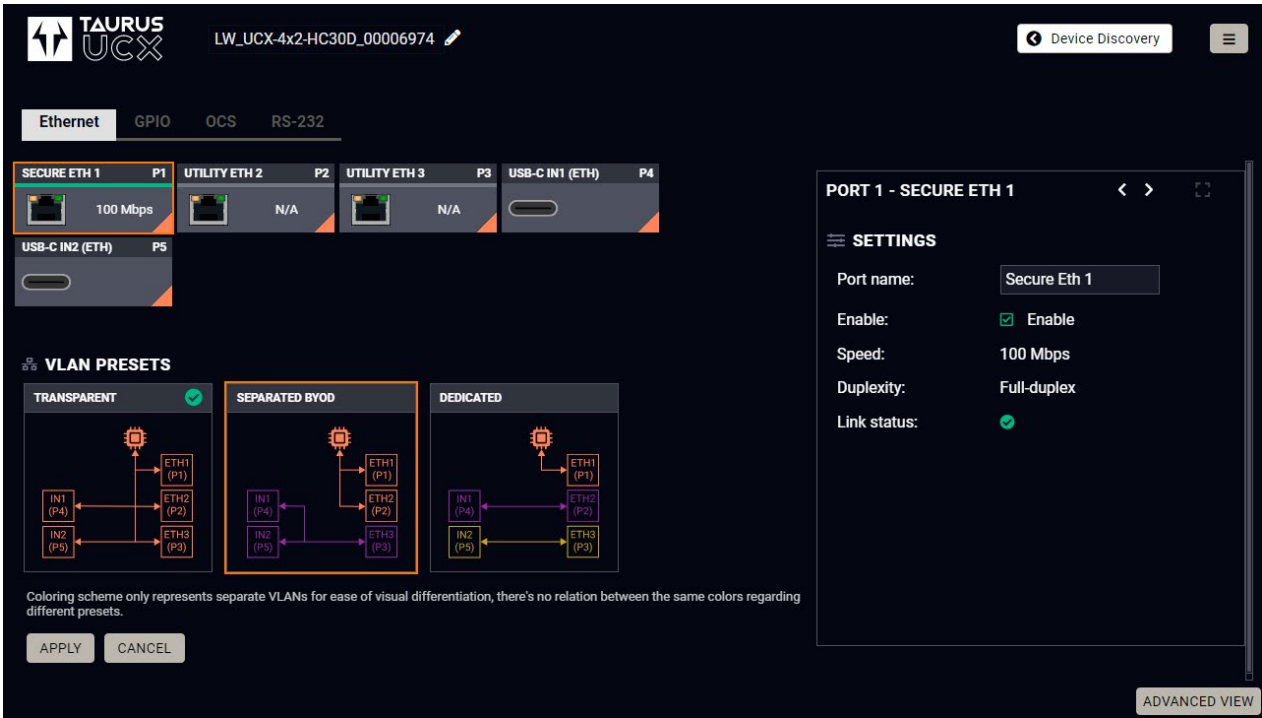 TAURUS
UCX
LW_UCX-4x2-HC30D_00006974
Device Discovery
Ethernet GPIO OCS RS-232
SECURE ETH 1 P1
100 Mbps
UTILITY ETH 2 P2
N/A
UTILITY ETH 3 P3
N/A
USB-C IN1 (ETH) P4
USB-C IN2 (ETH) P5
VLAN PRESETS
TRANSPARENT
ETH1
(P1)
IN1
(P4)
ETH2
(P2)
IN2
(P5)
ETH3
(P3)
SEPARATED BYOD
ETH1
(P1)
IN1
(P4)
ETH2
(P2)
IN2
(P5)
ETH3
(P3)
DEDICATED
ETH1
(P1)
IN1
(P4)
ETH2
(P2)
IN2
(P5)
ETH3
(P3)
Coloring scheme only represents separate VLANs for ease of visual differentiation, there's no relation between the same colors regarding
different presets.
APPLY CANCEL
PORT 1 - SECURE ETH 1
SETTINGS
Port name: Secure Eth 1
Enable: Enable
Speed: 100 Mbps
Duplexity: Full-duplex
Link status:
ADVANCED VIEW